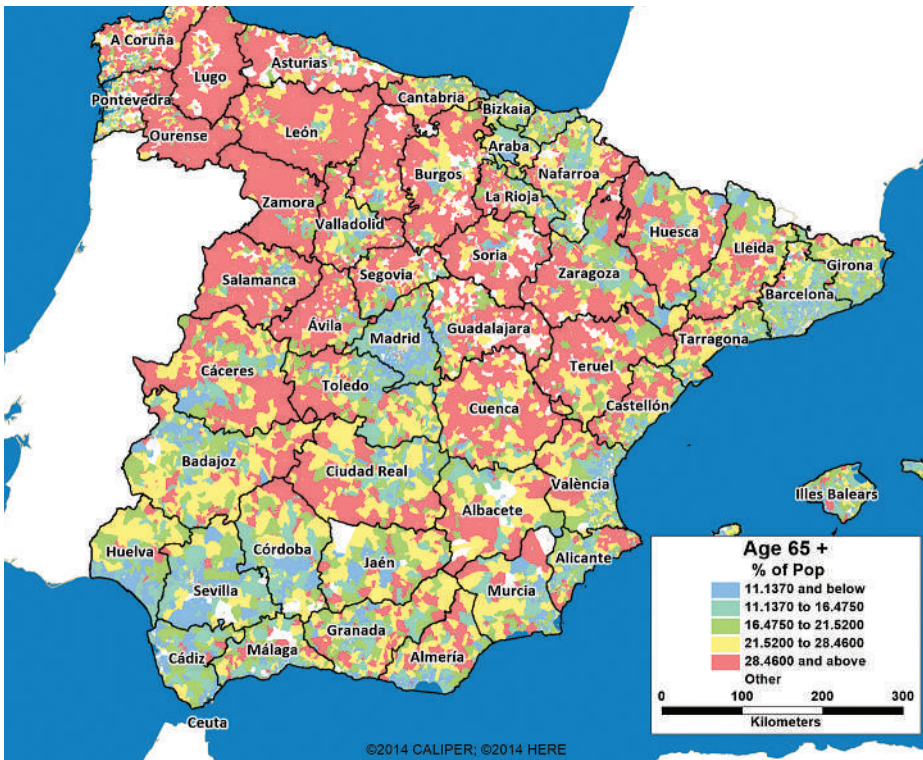 A Coruña
Lugo
Asturias
Cantabria
Bizkaia
Pontevedra
Ourense
León
Araba
Nafarroa
Burgos
La Rioja
Zamora
Valladolid
Huesca
Lleida
Girona
Soria
Zaragoza
Barcelona
Salamanca
Segovia
Ávila
Madrid
Guadalajara
Tarragona
Teruel
Cáceres
Toledo
Cuenca
Castellón
Badajoz
Ciudad Real
València
Illes Balears
Albacete
Huelva
Córdoba
Jaén
Alicante
Sevilla
Murcia
Granada
Cádiz
Málaga
Almería
Ceuta
Age 65 +
% of Pop
11.1370 and below
11.1370 to 16.4750
16.4750 to 21.5200
21.5200 to 28.4600
28.4600 and above
Other
0 100 200 300
Kilometers
©2014 CALIPER; ©2014 HERE